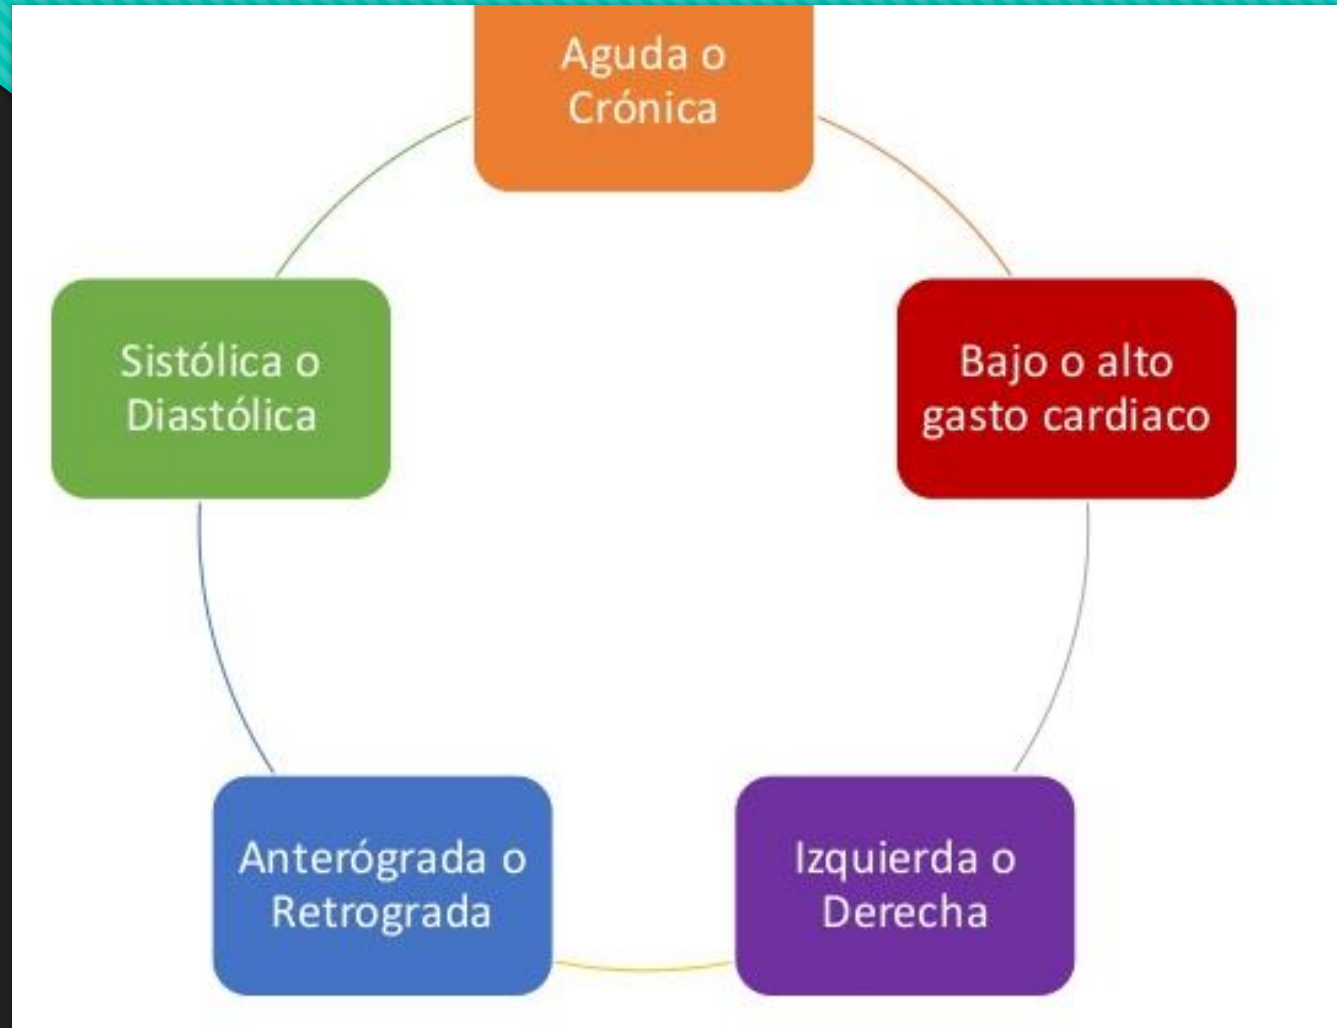 Aguda o
Crónica
Sistólica o
Diastólica
Bajo o alto
gasto cardiaco
Anterógrada o
Retrograda
Izquierda o
Derecha